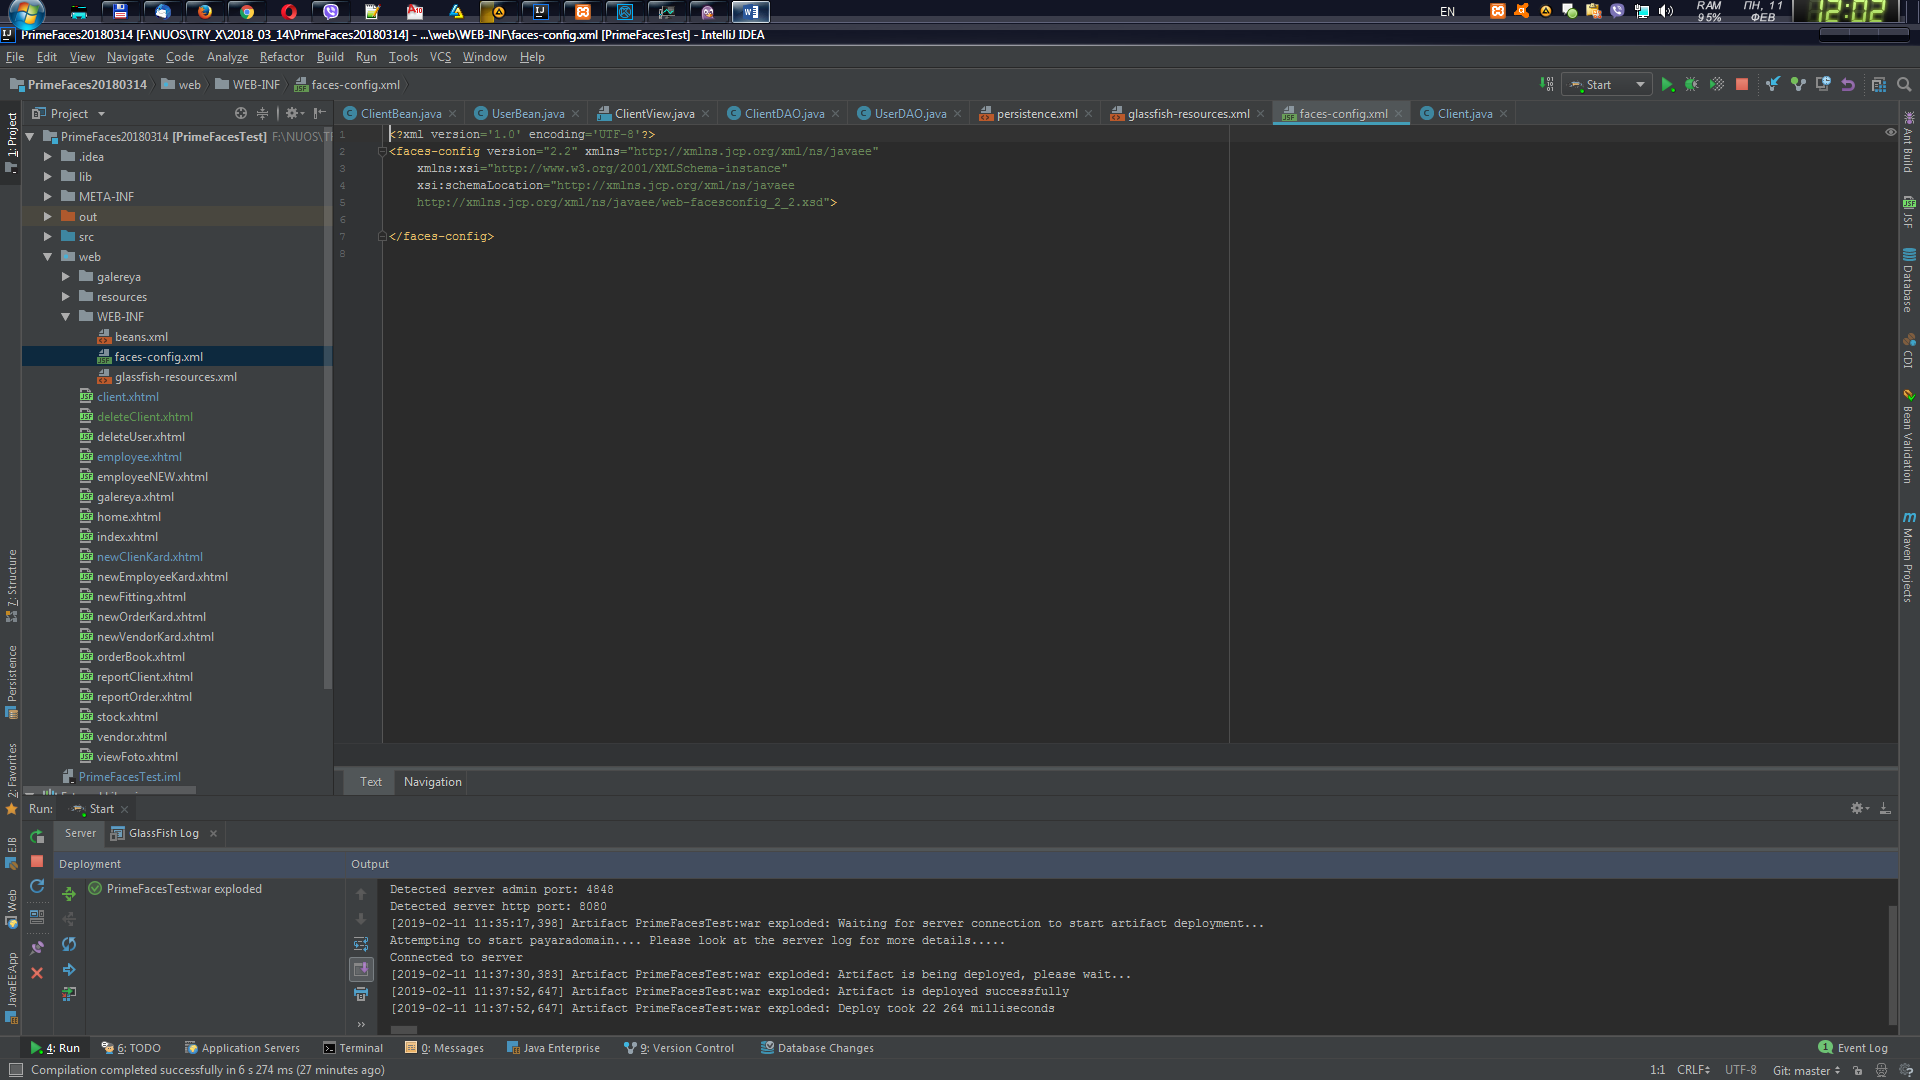 EN
RAM
95%
ПН, 11
ФЕВ
12:02
PrimeFaces20180314 [F:\NUOS\TRY_X\2018_03_14\PrimeFaces20180314] - ...\web\WEB-INF\faces-config.xml [PrimeFacesTest] - IntelliJ IDEA
File Edit View Navigate Code Analyze Refactor Build Run Tools VCS Window Help
PrimeFaces20180314 web WEB-INF faces-config.xml
Start
Project
ClientBean.java UserBean.java ClientView.java ClientDAO.java UserDAO.java persistence.xml glassfish-resources.xml faces-config.xml Client.java
PrimeFaces20180314 [PrimeFacesTest] F:\NUOS\T
.idea
lib
META-INF
out
src
web
galereya
resources
WEB-INF
beans.xml
faces-config.xml
glassfish-resources.xml
client.xhtml
deleteClient.xhtml
deleteUser.xhtml
employee.xhtml
employeeNEW.xhtml
galereya.xhtml
home.xhtml
index.xhtml
newClienKard.xhtml
newEmployeeKard.xhtml
newFitting.xhtml
newOrderKard.xhtml
newVendorKard.xhtml
orderBook.xhtml
reportClient.xhtml
reportOrder.xhtml
stock.xhtml
vendor.xhtml
viewFoto.xhtml
PrimeFacesTest.iml
1 <?xml version='1.0' encoding='UTF-8'?>
2 <faces-config version="2.2" xmlns="http://xmlns.jcp.org/xml/ns/javaee"
3 xmlns:xsi="http://www.w3.org/2001/XMLSchema-instance"
4 xsi:schemaLocation="http://xmlns.jcp.org/xml/ns/javaee
5 http://xmlns.jcp.org/xml/ns/javaee/web-facesconfig_2_2.xsd">
6
7 </faces-config>
8
1: Project
7: Structure
Persistence
2: Favorites
EJB
Web
JavaEE:App
Ant Build
JSF
Database
CDI
Bean Validation
Maven Projects
Text Navigation
Run: Start
Server GlassFish Log
Deployment Output
PrimeFacesTest:war exploded
Detected server admin port: 4848
Detected server http port: 8080
[2019-02-11 11:35:17,398] Artifact PrimeFacesTest:war exploded: Waiting for server connection to start artifact deployment...
Attempting to start payaradomain.... Please look at the server log for more details.....
Connected to server
[2019-02-11 11:37:30,383] Artifact PrimeFacesTest:war exploded: Artifact is being deployed, please wait...
[2019-02-11 11:37:52,647] Artifact PrimeFacesTest:war exploded: Artifact is deployed successfully
[2019-02-11 11:37:52,647] Artifact PrimeFacesTest:war exploded: Deploy took 22 264 milliseconds
4: Run 6: TODO Application Servers Terminal 0: Messages Java Enterprise 9: Version Control Database Changes 1 Event Log
Compilation completed successfully in 6 s 274 ms (27 minutes ago) 1:1 CRLF UTF-8 Git: master